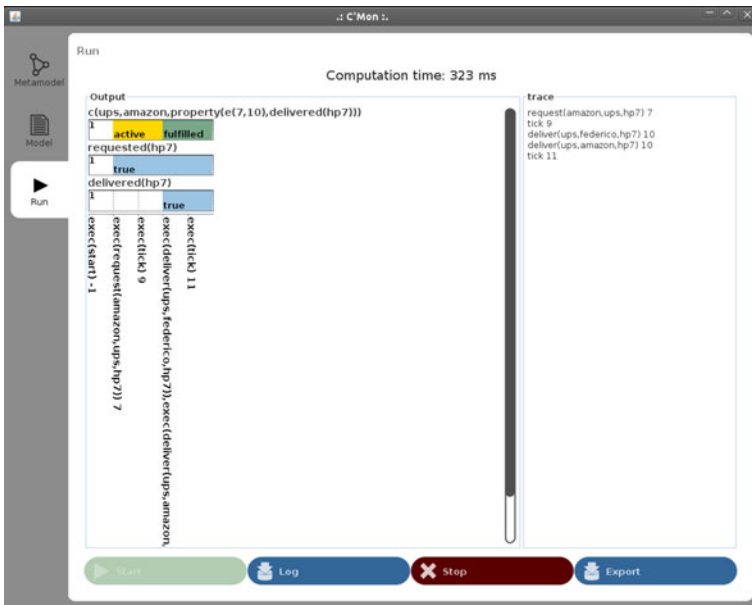 .: C'Mon :.
Metamodel
Model
Run
Run
Computation time: 323 ms
Output
c(ups,amazon,property(e(7,10),delivered(hp7)))
1 active fulfilled
requested(hp7)
1 true
delivered(hp7)
1 true
exec(start) -1
exec(request(amazon,ups,hp7)) 7
exec(tick) 9
exec(deliver(ups,federico,hp7)),exec(deliver(ups,amazon,
exec(tick) 11
trace
request(amazon,ups,hp7) 7
tick 9
deliver(ups,federico,hp7) 10
deliver(ups,amazon,hp7) 10
tick 11
Start
Log
Stop
Export